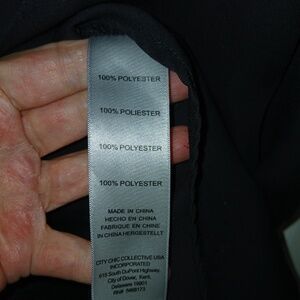 100% POLYESTER
100% POLIESTER
100% POLYESTER
100% POLYESTER
MADE IN CHINA
HECHO EN CHINA
FABRIQUE EN CHINE
IN CHINA HERGESTELLT
CITY CHIC COLLECTIVE USA
INCORPORATED
615 South DuPont Highway
City of Dover, Kent,
Delaware 19901